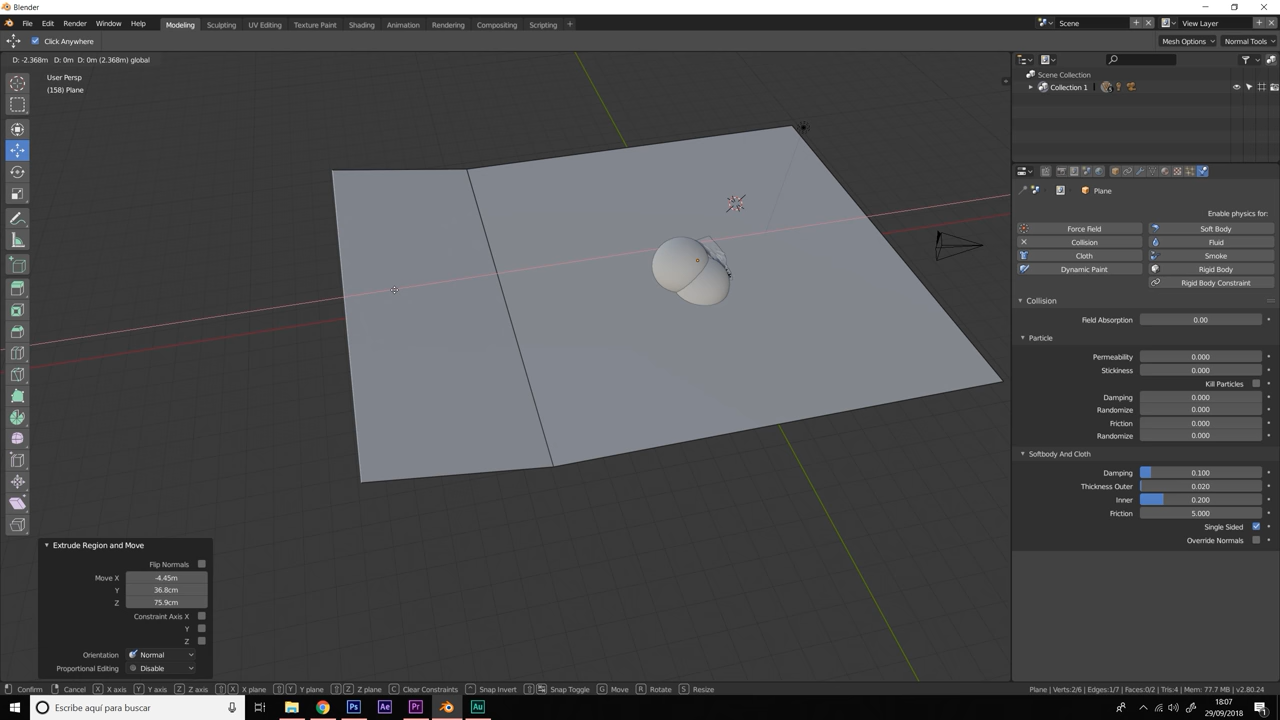 Blender
File Edit Render Window Help
Modeling Sculpting UV Editing Texture Paint Shading Animation Rendering Compositing Scripting +
Scene
View Layer
Click Anywhere
Mesh Options
Normal Tools
D: -2.368m D: 0m D: 0m (2.368m) global
User Persp
(158) Plane
Scene Collection
Collection 1
Plane
Enable physics for:
Force Field Soft Body
Collision Fluid
Cloth Smoke
Dynamic Paint Rigid Body
Rigid Body Constraint
Collision
Field Absorption 0.00
Particle
Permeability 0.000
Stickiness 0.000
Kill Particles
Damping 0.000
Randomize 0.000
Friction 0.000
Randomize 0.000
Softbody And Cloth
Damping 0.100
Thickness Outer 0.020
Inner 0.200
Friction 5.000
Single Sided
Override Normals
Extrude Region and Move
Flip Normals
Move X -4.45m
Y 36.8cm
Z 75.9cm
Constraint Axis X
Y
Z
Orientation Normal
Proportional Editing Disable
Confirm Cancel X X axis Y Y axis Z Z axis X X plane Y Y plane Z Z plane C Clear Constraints Snap Invert Snap Toggle G Move R Rotate S Resize
Plane | Verts:2/6 | Edges:1/7 | Faces:0/2 | Tris:4 | Mem: 77.7 MB | v2.80.24
Escribe aquí para buscar
Ps Ae Pr Au
18:07
29/09/2018